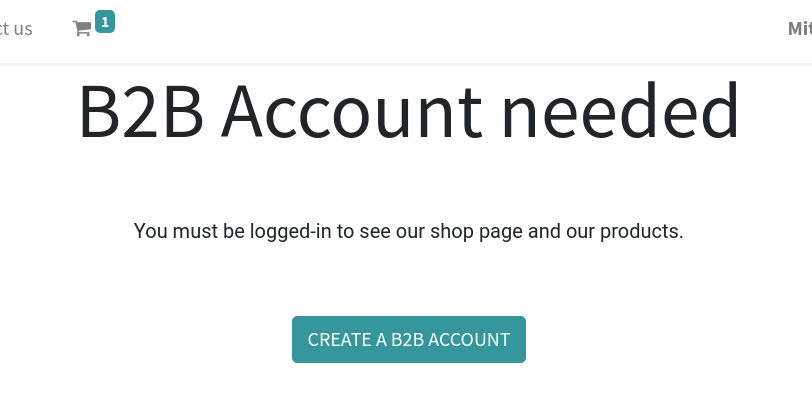 ct us
1
Mit
B2B Account needed
You must be logged-in to see our shop page and our products.
CREATE A B2B ACCOUNT